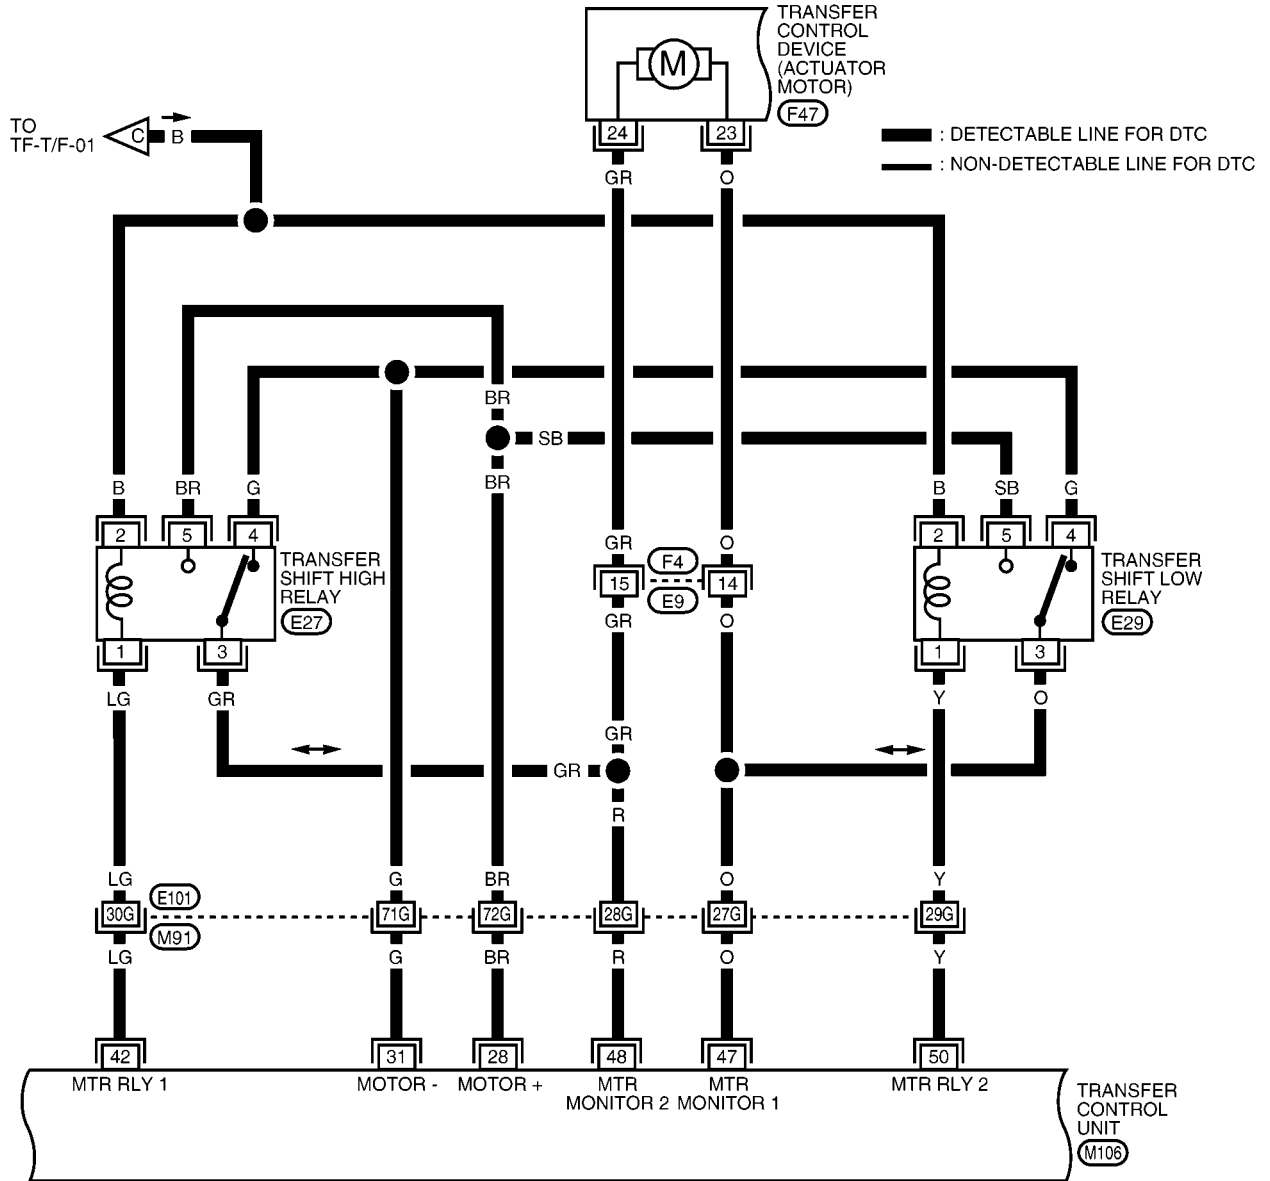 TRANSFER
CONTROL
DEVICE
(ACTUATOR
MOTOR)
F47
M
24
23
TO
TF-T/F-01
C
B
: DETECTABLE LINE FOR DTC
: NON-DETECTABLE LINE FOR DTC
GR
O
BR
SB
BR
B
BR
G
B
SB
G
2
5
4
2
5
4
TRANSFER
SHIFT HIGH
RELAY
E27
GR
O
F4
15
14
E9
GR
O
TRANSFER
SHIFT LOW
RELAY
E29
1
3
1
3
LG
GR
Y
O
GR
GR
R
LG
G
BR
O
Y
E101
30G
71G
72G
28G
27G
29G
M91
LG
G
BR
R
O
Y
42
31
28
48
47
50
MTR RLY 1
MOTOR -
MOTOR +
MTR
MONITOR 2
MTR
MONITOR 1
MTR RLY 2
TRANSFER
CONTROL
UNIT
M106